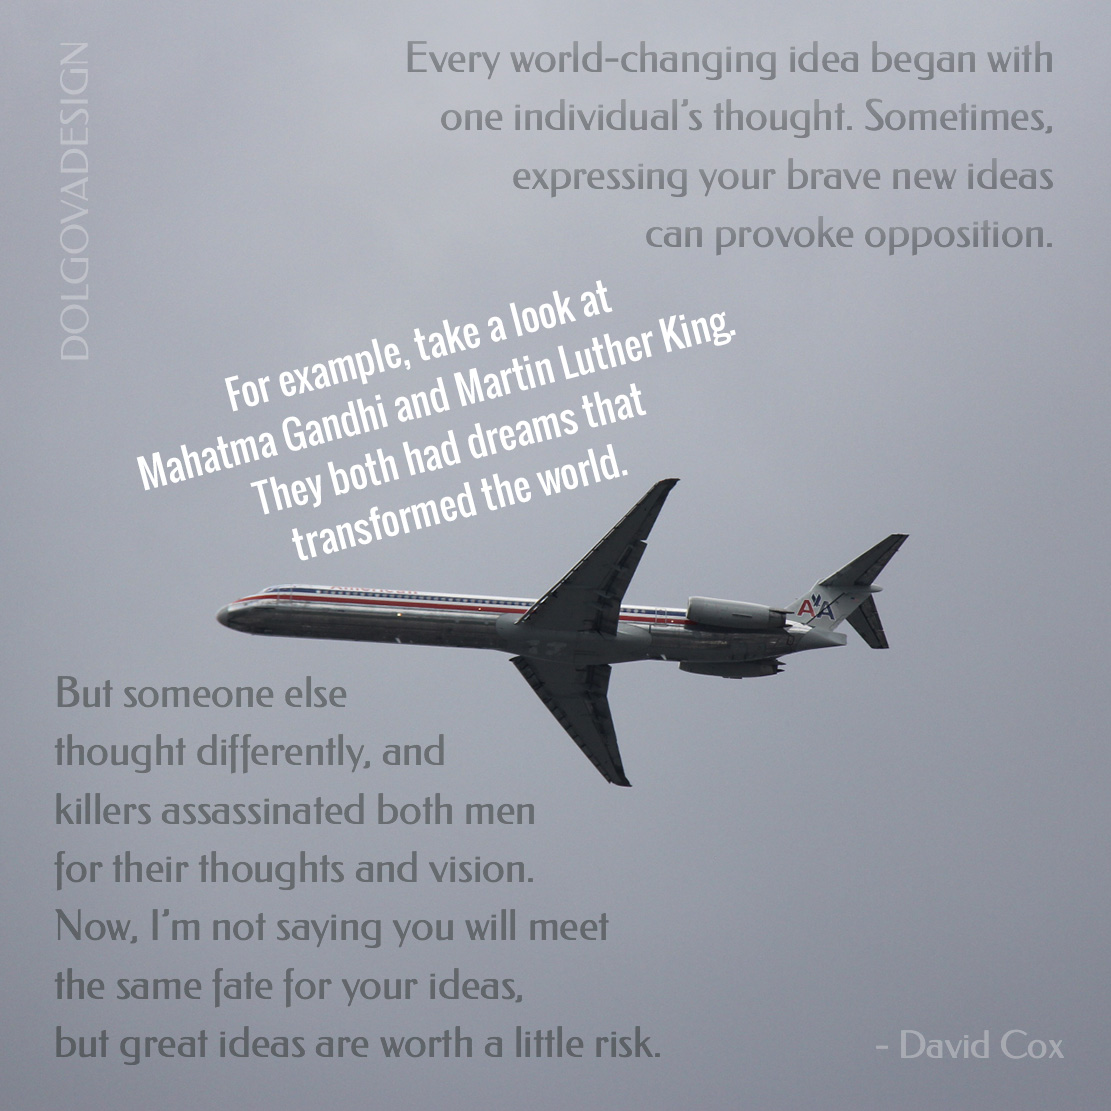 DOLGOVADESIGN
Every world-changing idea began with
one individual's thought. Sometimes,
expressing your brave new ideas
can provoke opposition.
For example, take a look at
Mahatma Gandhi and Martin Luther King.
They both had dreams that
transformed the world.
American
AA
But someone else
thought differently, and
killers assassinated both men
for their thoughts and vision.
Now, I'm not saying you will meet
the same fate for your ideas,
but great ideas are worth a little risk.
- David Cox